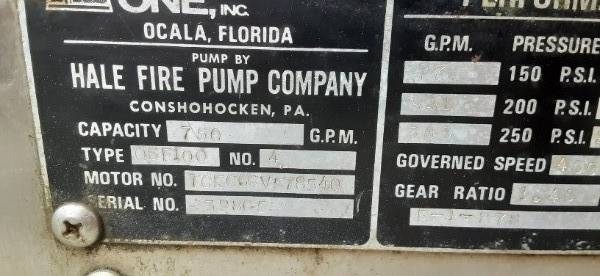 ONE, INC.
OCALA, FLORIDA
PUMP BY
HALE FIRE PUMP COMPANY
CONSHOHOCKEN, PA.
CAPACITY 750 G.P.M.
TYPE NO. 4
MOTOR NO.
SERIAL NO.
G.P.M. PRESSURE
150 P.S.I.
200 P.S.I.
250 P.S.I.
GOVERNED SPEED
GEAR RATIO